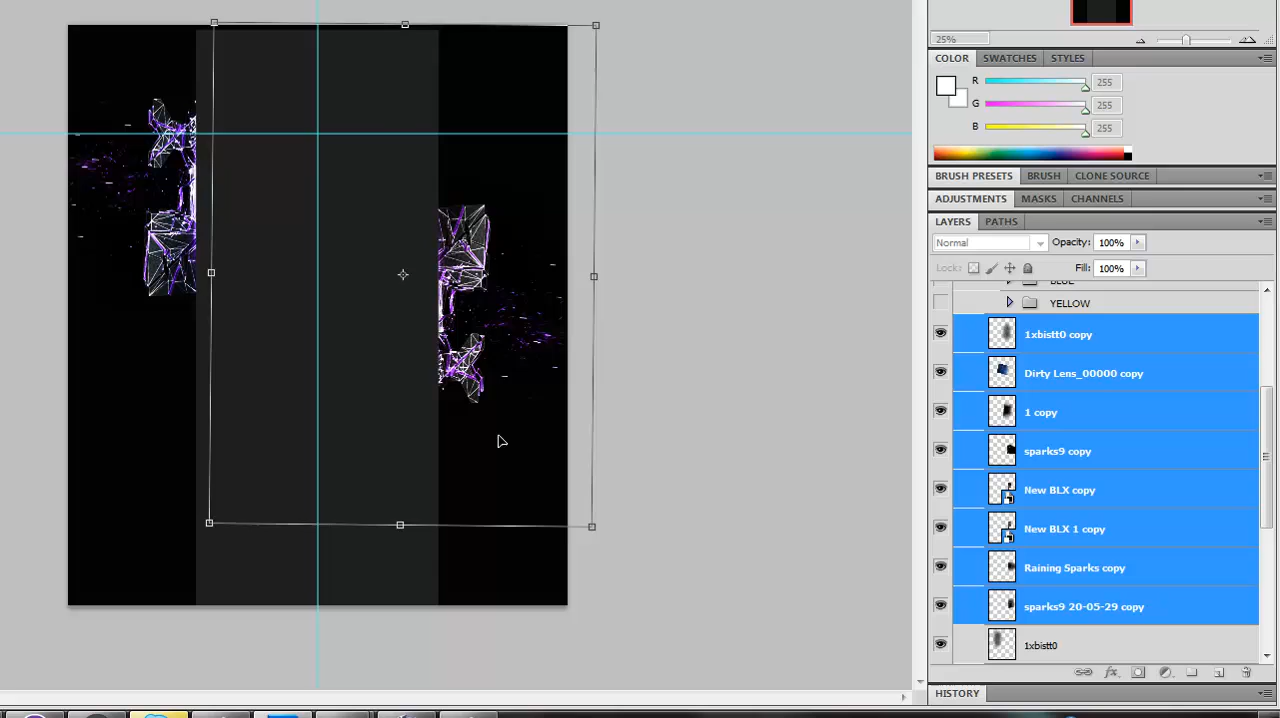 25%
COLOR SWATCHES STYLES
R 255
G 255
B 255
BRUSH PRESETS BRUSH CLONE SOURCE
ADJUSTMENTS MASKS CHANNELS
LAYERS PATHS
Normal Opacity: 100%
Lock: Fill: 100%
BLUE
YELLOW
1xbistt0 copy
Dirty Lens_00000 copy
1 copy
sparks9 copy
New BLX copy
New BLX 1 copy
Raining Sparks copy
sparks9 20-05-29 copy
1xbistt0
HISTORY